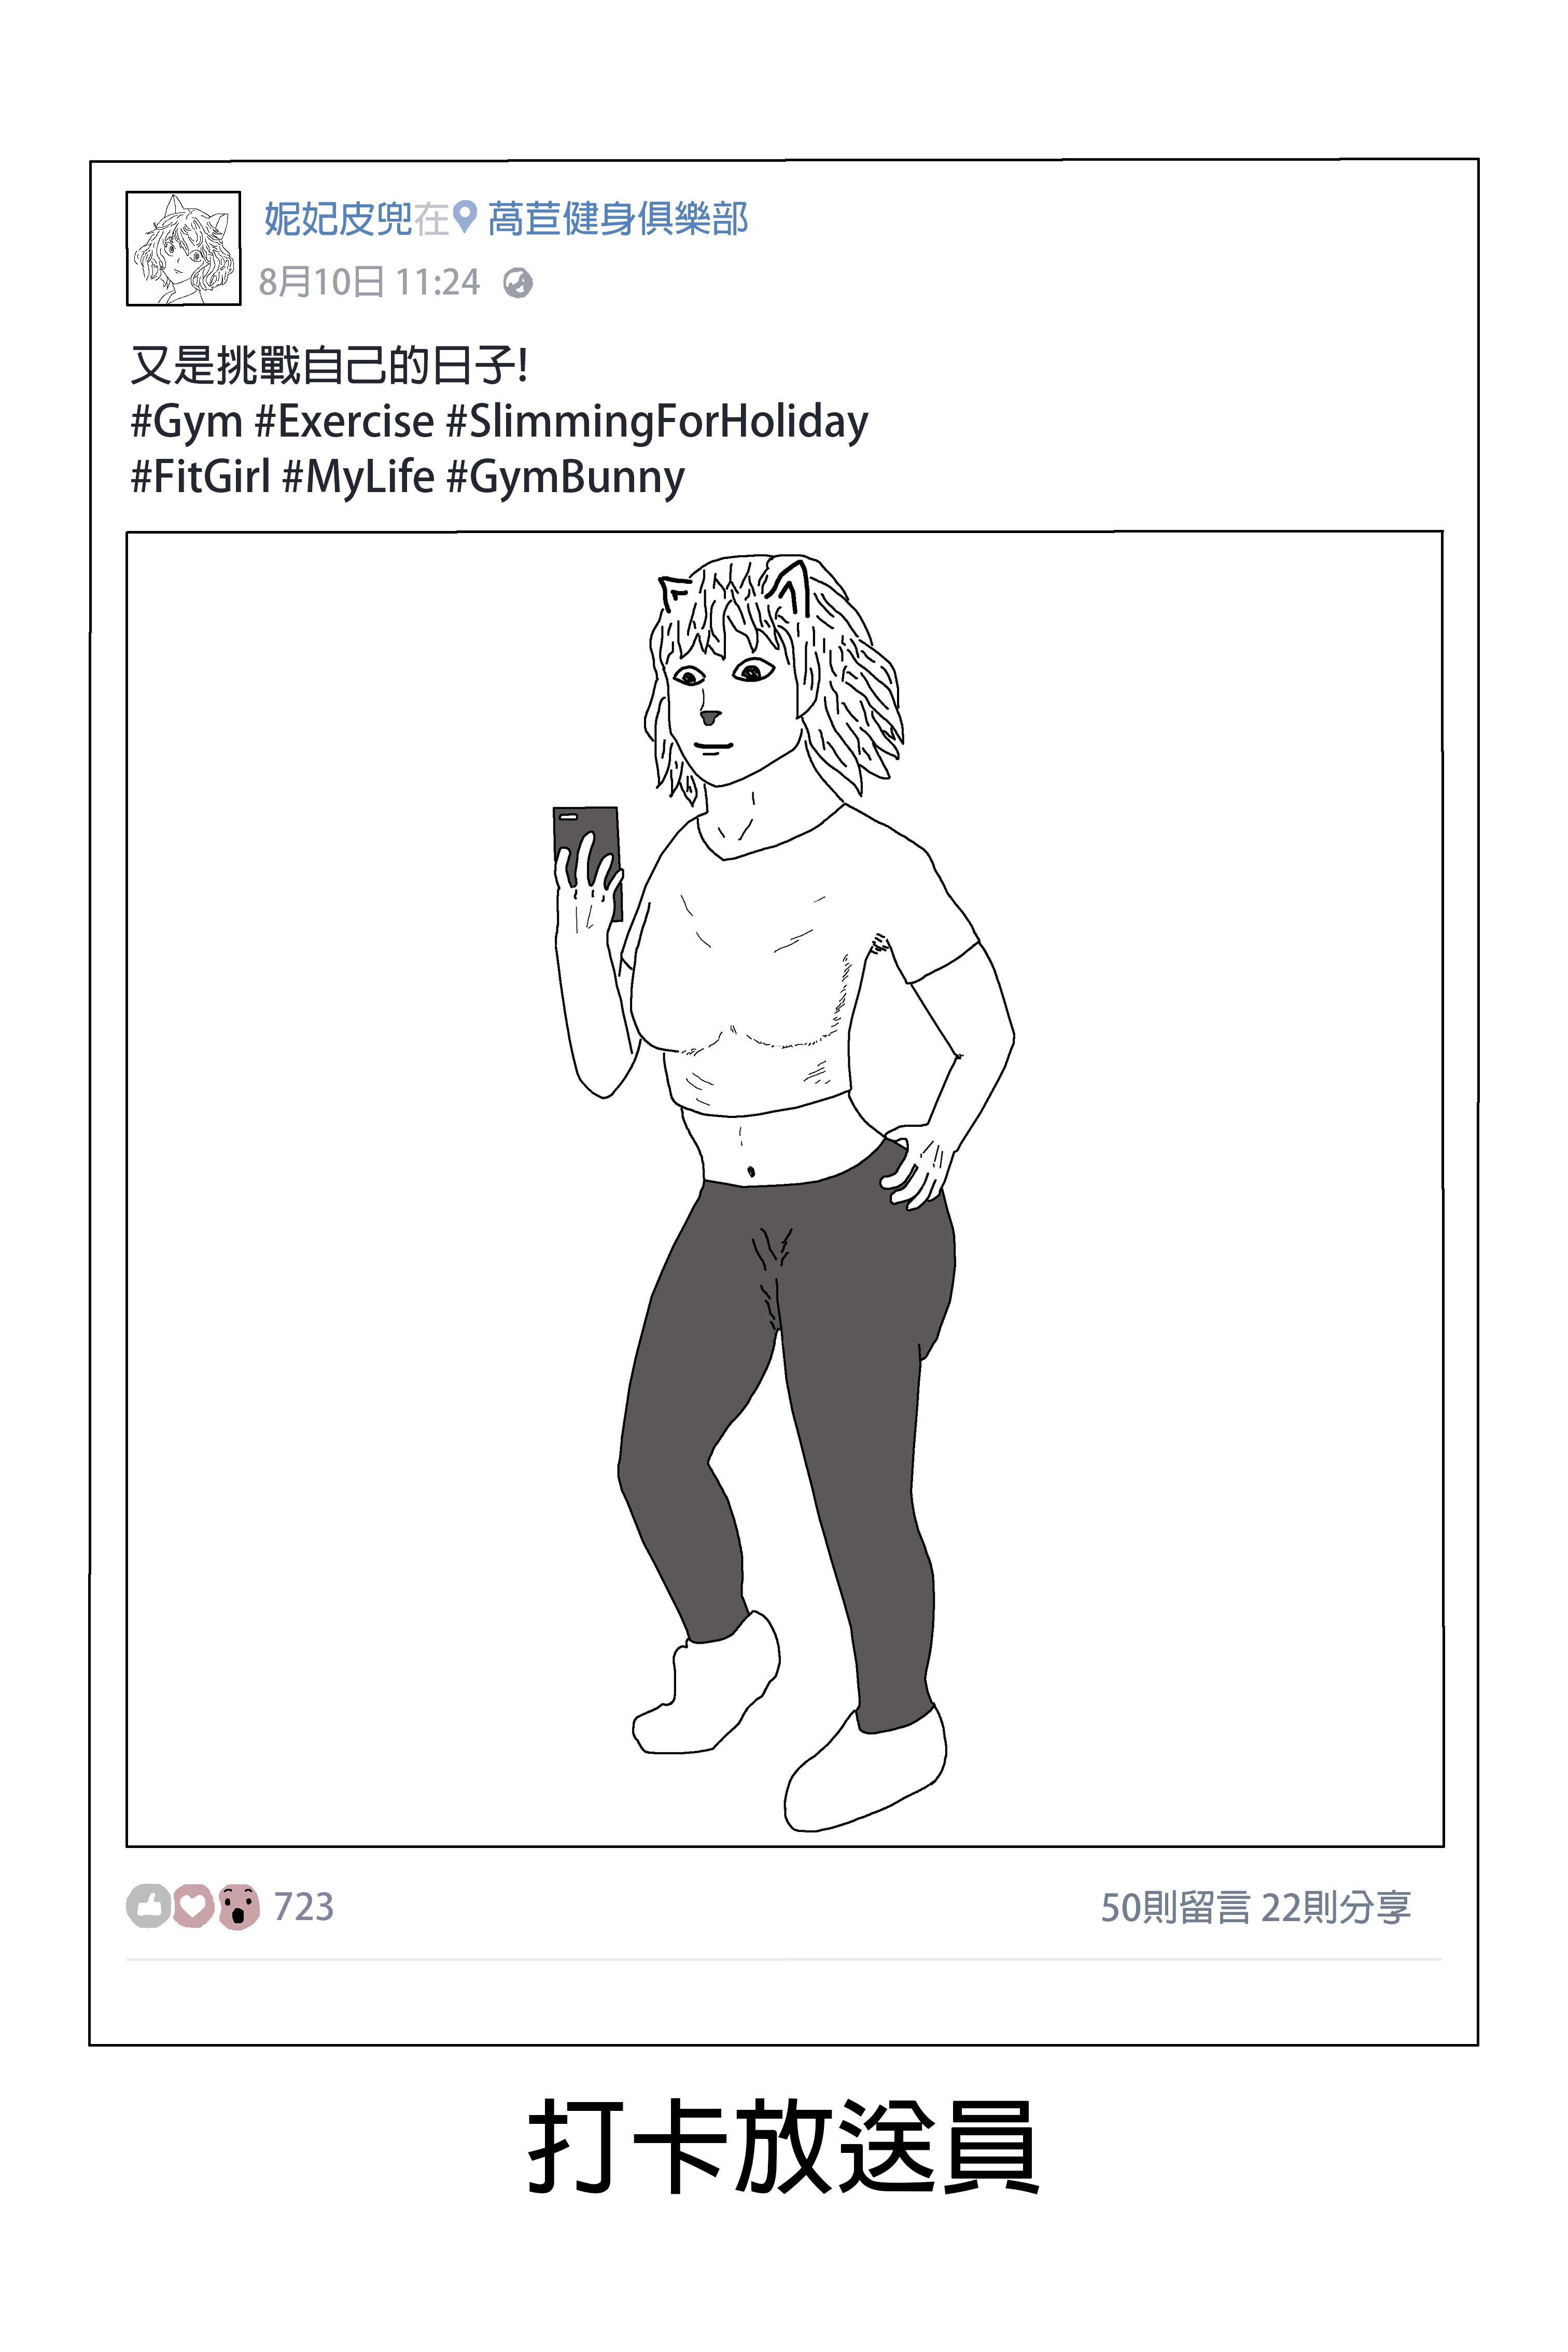 妮妃皮兜在 萵苣健身俱樂部
8月10日 11:24
又是挑戰自己的日子!
#Gym #Exercise #SlimmingForHoliday
#FitGirl #MyLife #GymBunny
723
50則留言 22則分享
打卡放送員